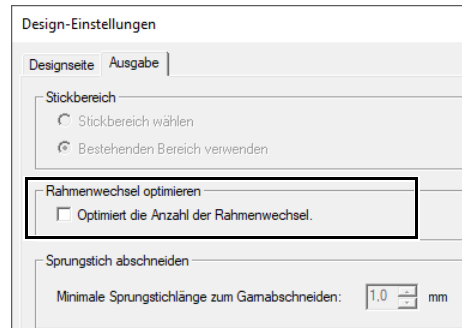 Design-Einstellungen
Designseite Ausgabe
Stickbereich
Stickbereich wählen
Bestehenden Bereich verwenden
Rahmenwechsel optimieren
Optimiert die Anzahl der Rahmenwechsel.
Sprungstich abschneiden
Minimale Sprungstichlänge zum Garnabschneiden: 1,0 mm